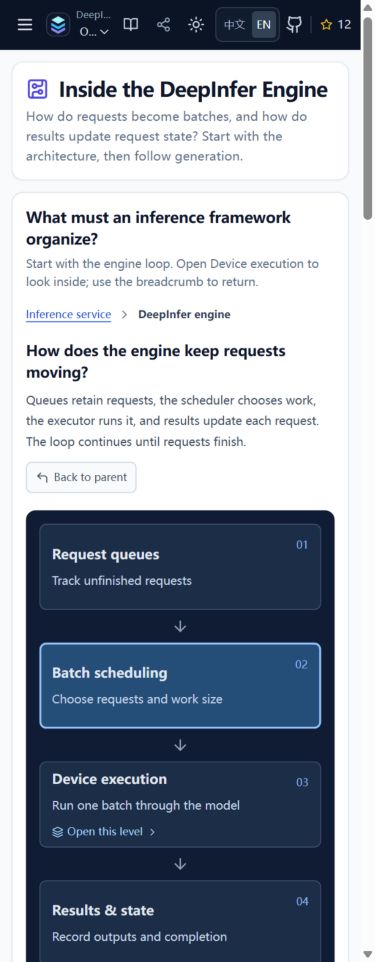 DeepI...
O...
中文
EN
12
Inside the DeepInfer Engine
How do requests become batches, and how do
results update request state? Start with the
architecture, then follow generation.
What must an inference framework
organize?
Start with the engine loop. Open Device execution to
look inside; use the breadcrumb to return.
Inference service > DeepInfer engine
How does the engine keep requests
moving?
Queues retain requests, the scheduler chooses work,
the executor runs it, and results update each request.
The loop continues until requests finish.
Back to parent
Request queues
01
Track unfinished requests
Batch scheduling
02
Choose requests and work size
Device execution
03
Run one batch through the model
Open this level >
Results & state
04
Record outputs and completion